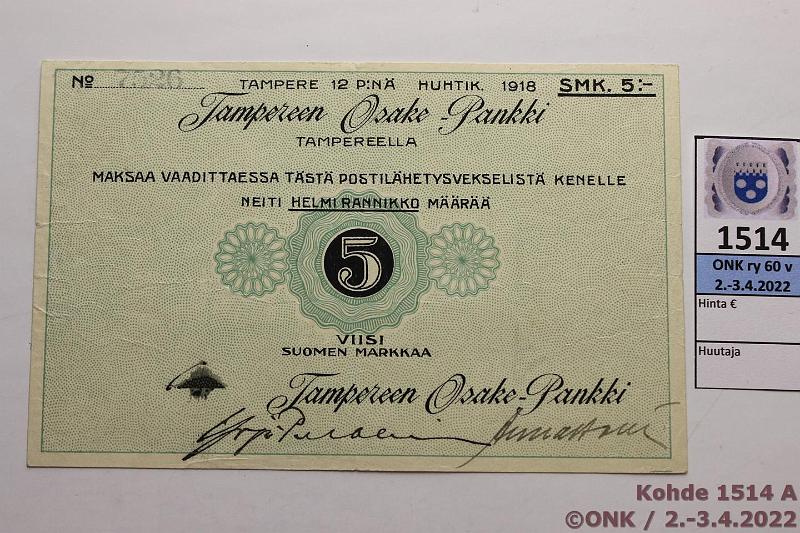 No 7526
TAMPERE 12 P:NÄ HUHTIK. 1918 SMK. 5:-
Tampereen Osake-Pankki
TAMPEREELLA
MAKSAA VAADITTAESSA TÄSTÄ POSTILÄHETYSVEKSELISTÄ KENELLE
NEITI HELMI RANNIKKO MÄÄRÄÄ
5
VIISI
SUOMEN MARKKAA
Tampereen Osake-Pankki
1514
ONK ry 60 v
2.-3.4.2022
Hinta €
Huutaja
Kohde 1514 A
©ONK / 2.-3.4.2022